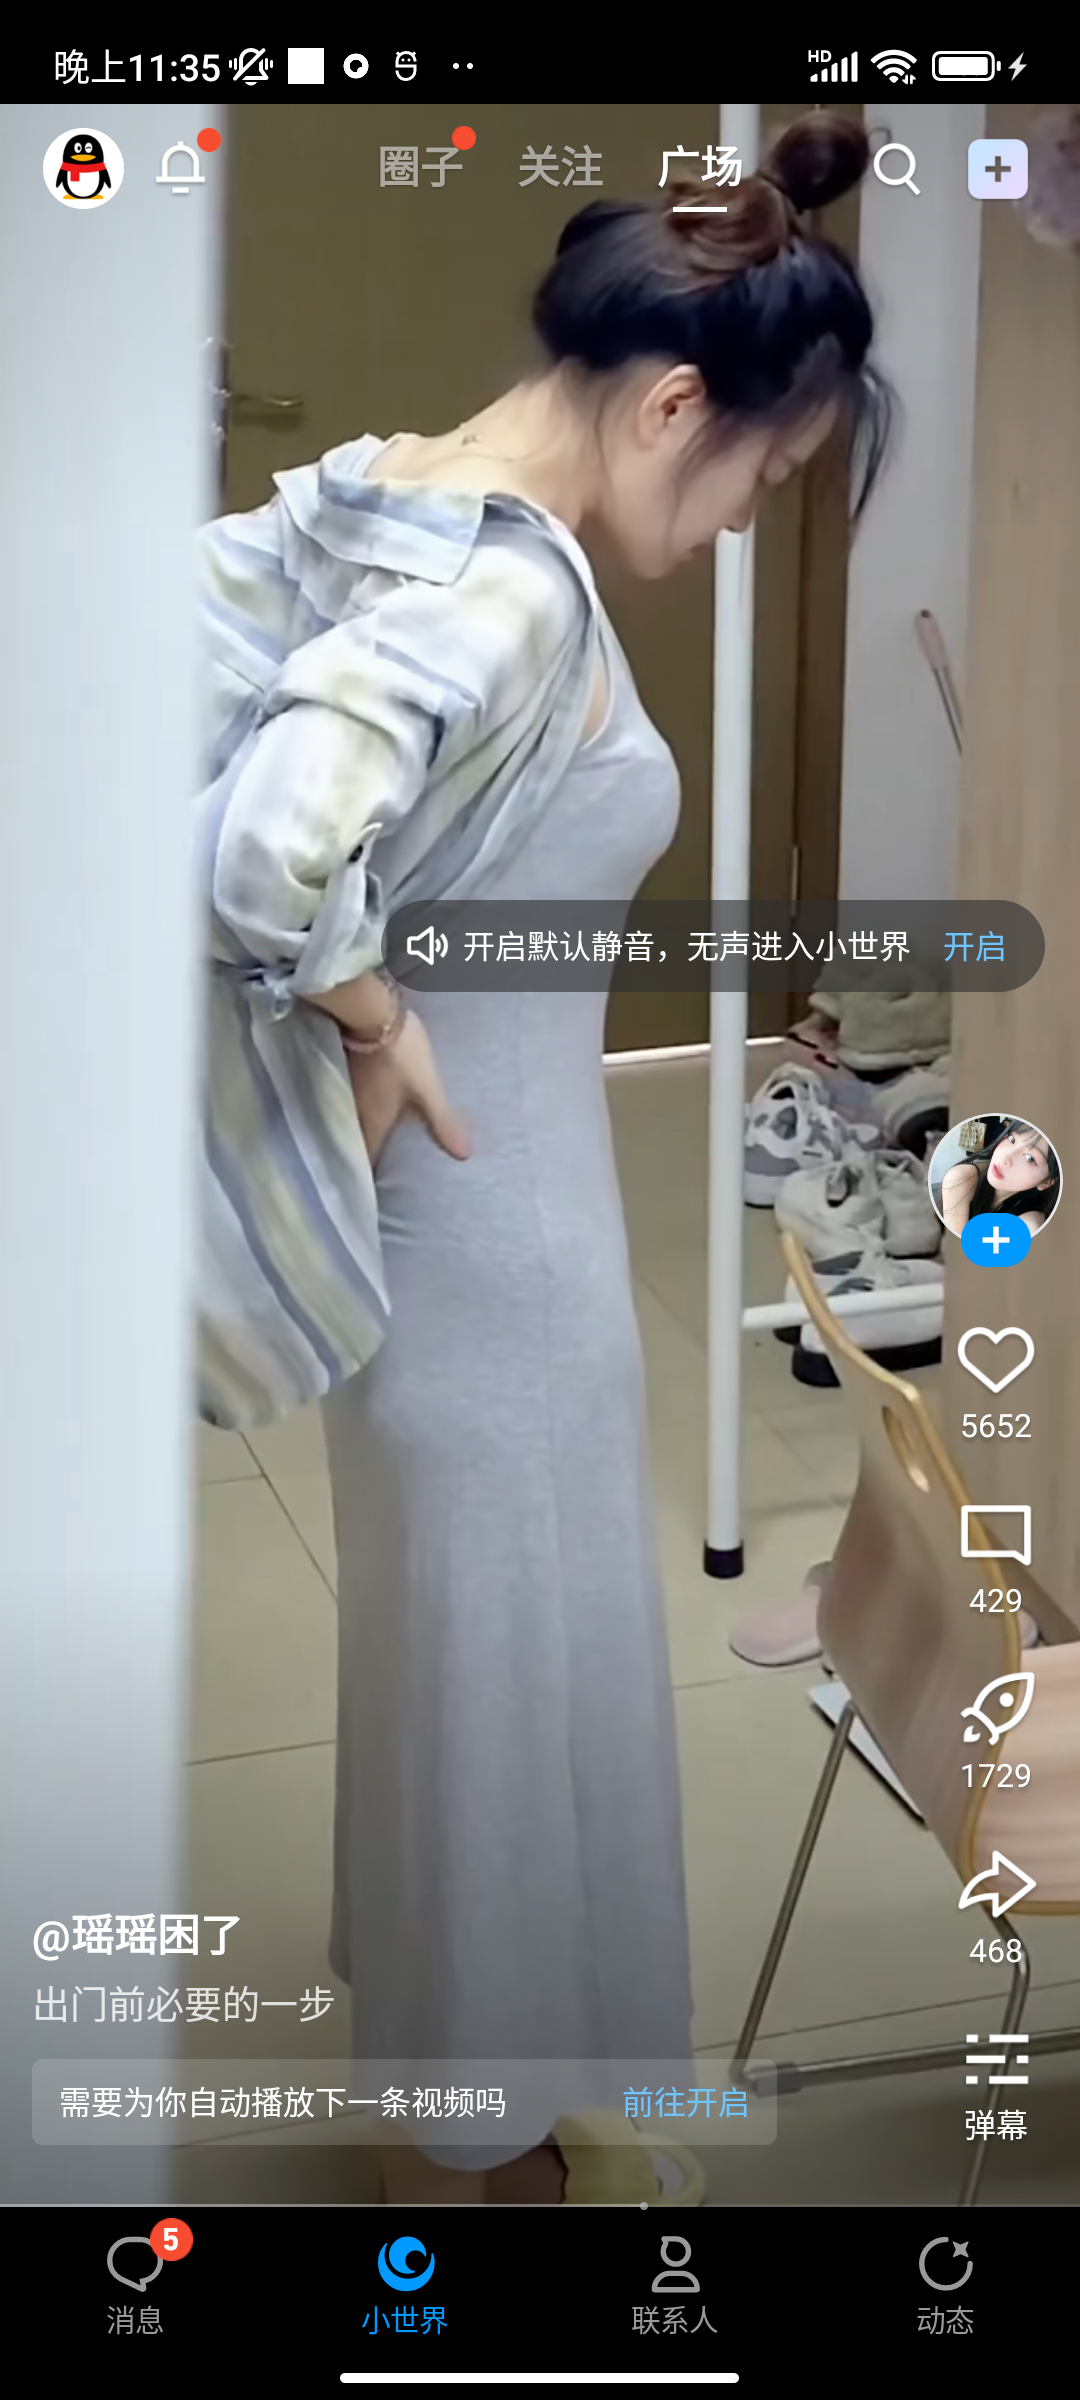 晚上11:35
HD
圈子 关注 广场
开启默认静音，无声进入小世界 开启
5652
429
1729
468
弹幕
@瑶瑶困了
出门前必要的一步
需要为你自动播放下一条视频吗 前往开启
5
消息 小世界 联系人 动态